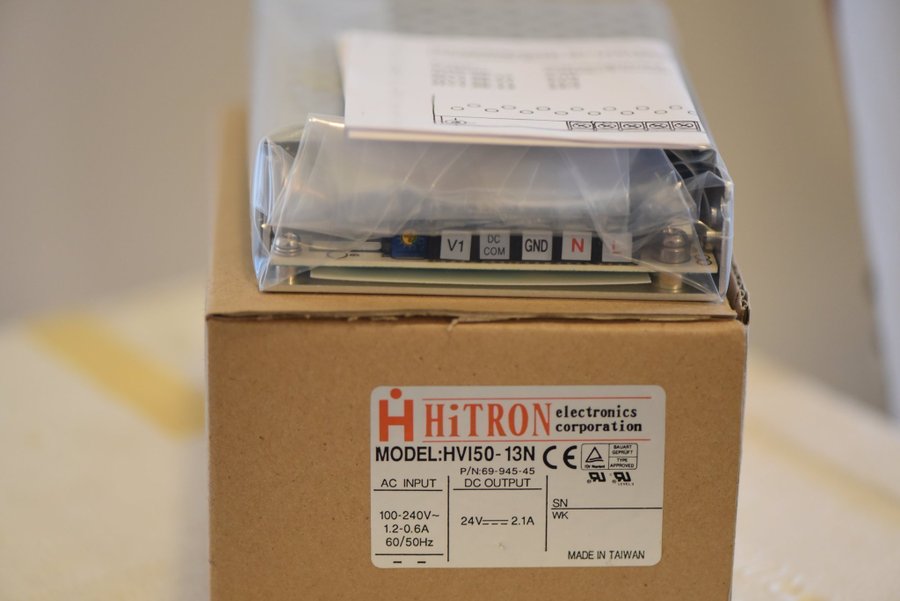 V1
DC
COM
GND
N
L
HiTRON electronics
corporation
MODEL:HVI50-13N
CE
BAUART
GEPRÜFT
TYPE
APPROVED
P/N:69-945-45
AC INPUT
DC OUTPUT
100-240V~
1.2-0.6A
60/50Hz
24V⎓2.1A
SN
WK
MADE IN TAIWAN